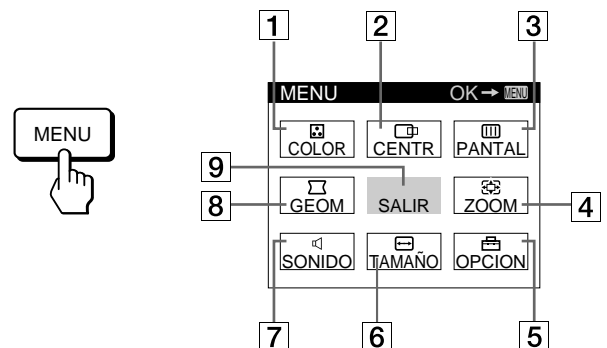 1 2 3
MENU
MENU OK → MENU
COLOR CENTR PANTAL
9
8 GEOM SALIR ZOOM 4
SONIDO TAMAÑO OPCION
7 6 5